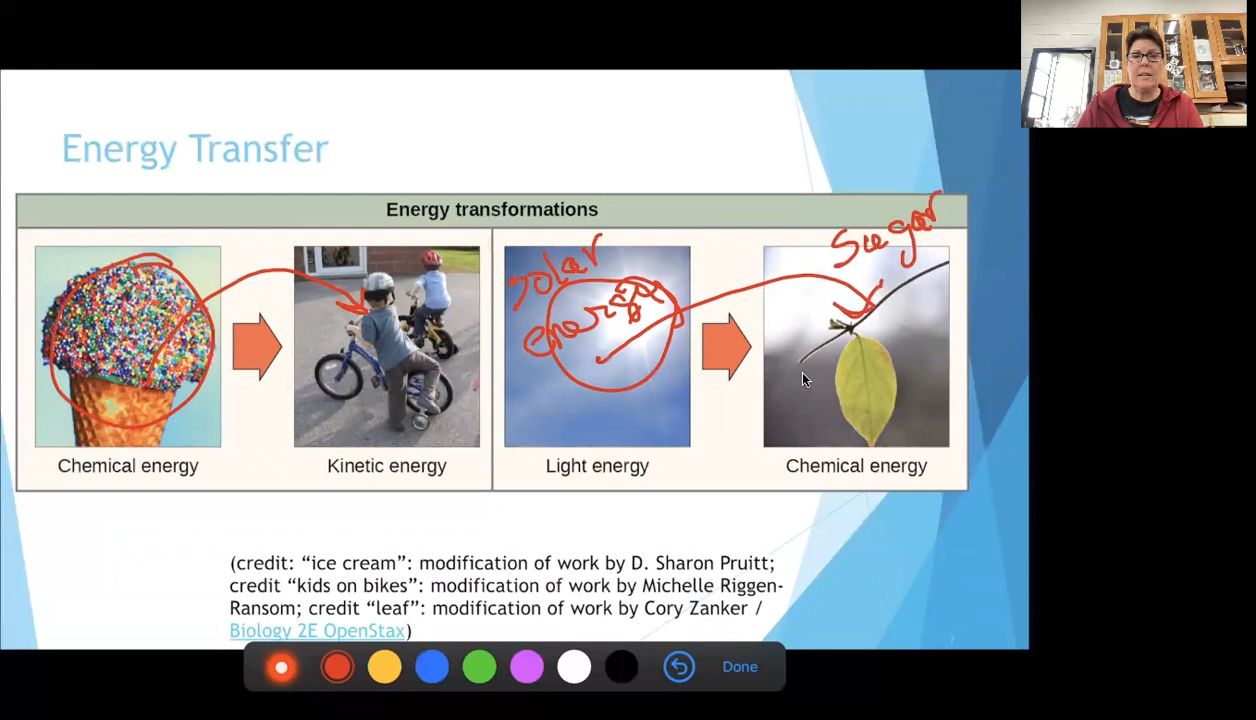 Energy Transfer
Energy transformations
solar
energy
Sugar
Chemical energy
Kinetic energy
Light energy
Chemical energy
(credit: “ice cream”: modification of work by D. Sharon Pruitt;
credit “kids on bikes”: modification of work by Michelle Riggen-
Ransom; credit “leaf”: modification of work by Cory Zanker /
Biology 2E OpenStax)
7
Done